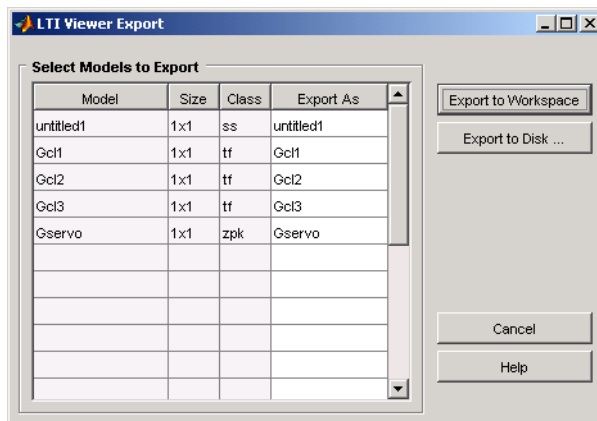 LTI Viewer Export
Select Models to Export
Model Size Class Export As
untitled1 1x1 ss untitled1
Gcl1 1x1 tf Gcl1
Gcl2 1x1 tf Gcl2
Gcl3 1x1 tf Gcl3
Gservo 1x1 zpk Gservo
Export to Workspace
Export to Disk ...
Cancel
Help